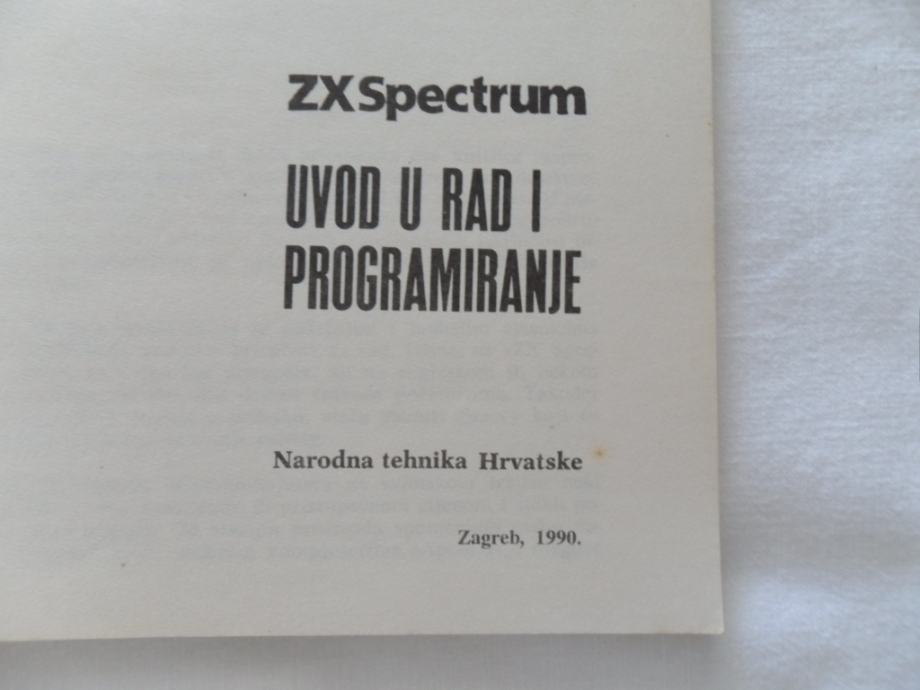 ZX Spectrum
UVOD U RAD I
PROGRAMIRANJE
Narodna tehnika Hrvatske
Zagreb, 1990.